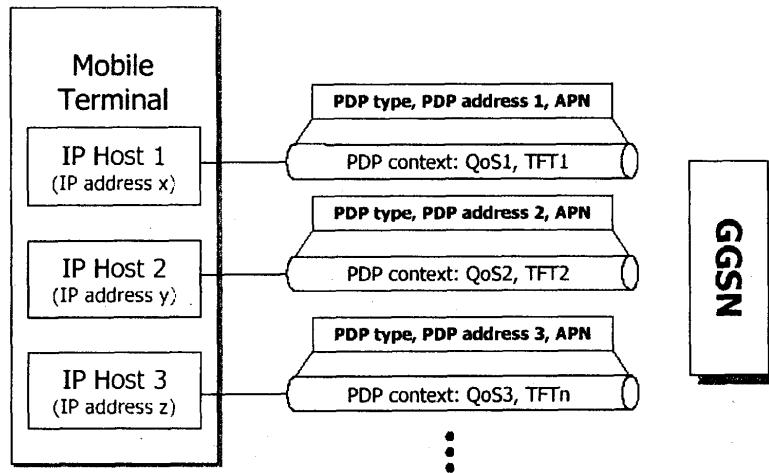 Mobile
Terminal
IP Host 1
(IP address x)
IP Host 2
(IP address y)
IP Host 3
(IP address z)
PDP type, PDP address 1, APN
PDP context: QoS1, TFT1
PDP type, PDP address 2, APN
PDP context: QoS2, TFT2
PDP type, PDP address 3, APN
PDP context: QoS3, TFTn
GGSN